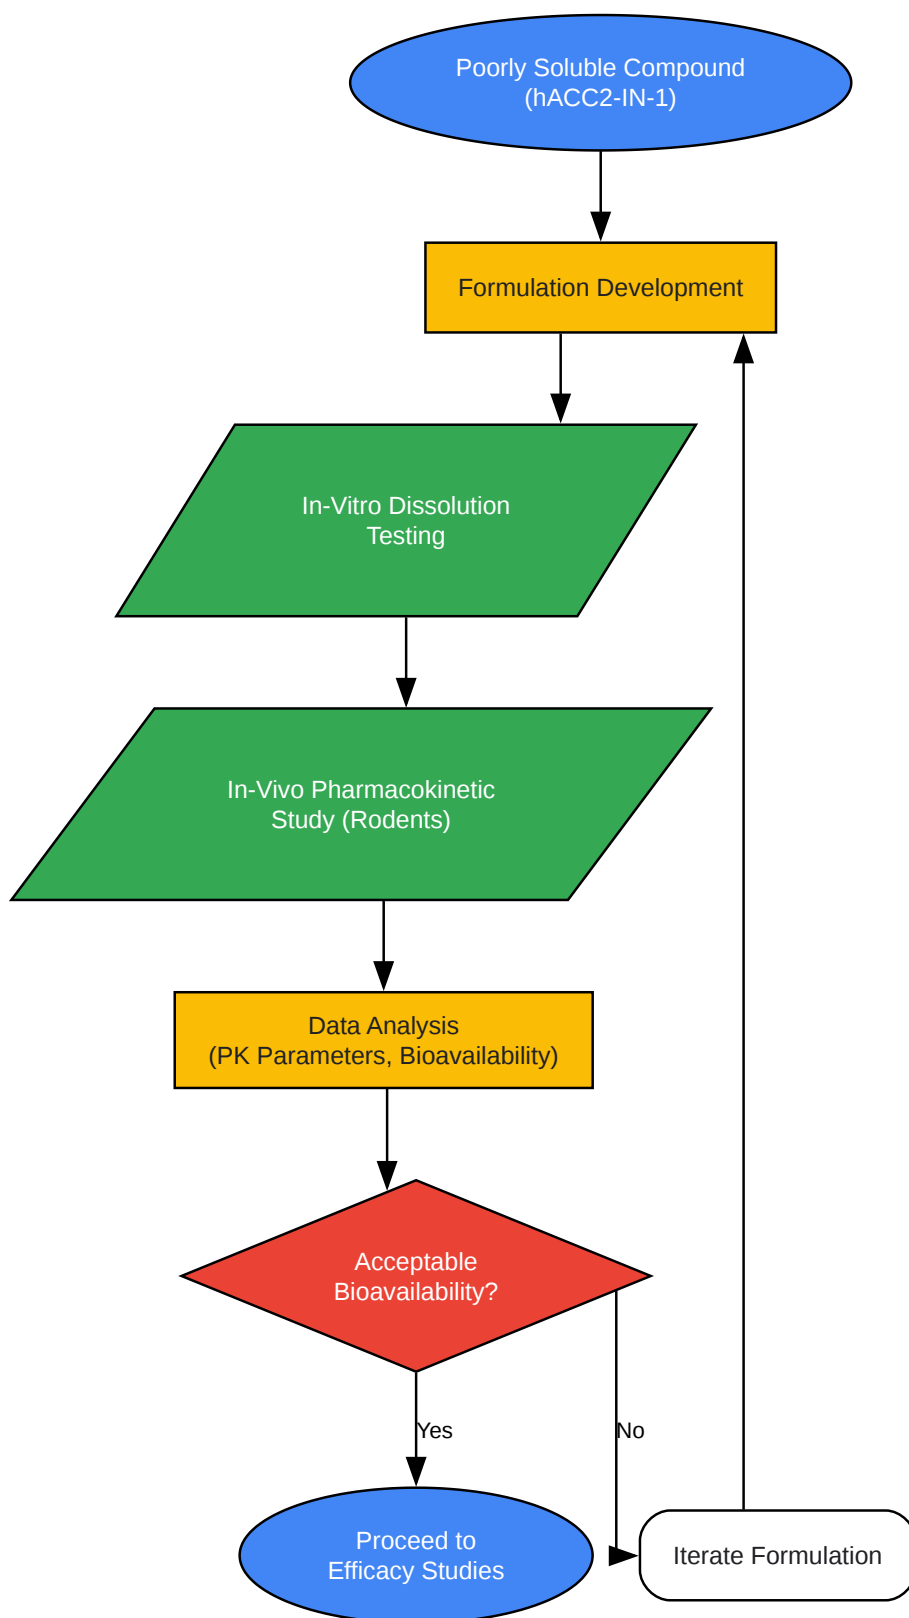 Poorly Soluble Compound
(hACC2-IN-1)
Formulation Development
In-Vitro Dissolution
Testing
In-Vivo Pharmacokinetic
Study (Rodents)
Data Analysis
(PK Parameters, Bioavailability)
Acceptable
Bioavailability?
Yes
No
Proceed to
Efficacy Studies
Iterate Formulation